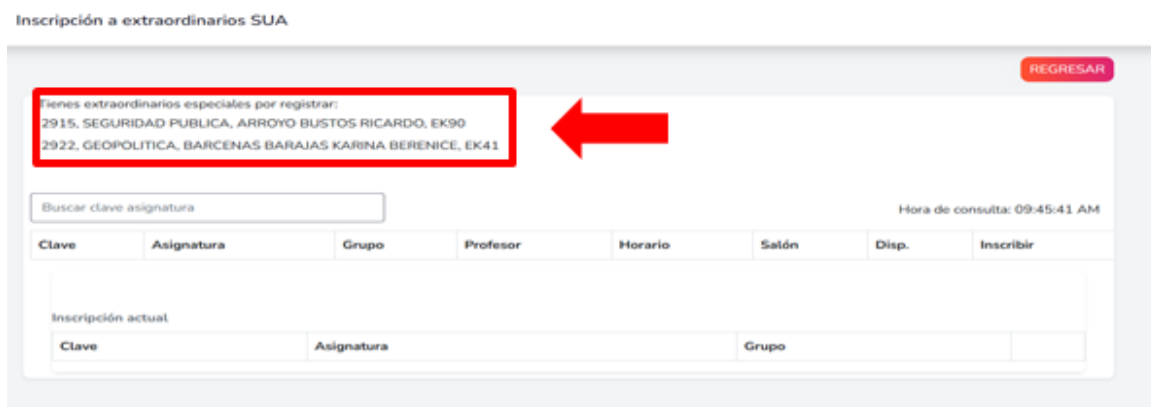 Inscripción a extraordinarios SUA
REGRESAR
Tienes extraordinarios especiales por registrar:
2915, SEGURIDAD PUBLICA, ARROYO BUSTOS RICARDO, EK90
2922, GEOPOLITICA, BARCENAS BARAJAS KARINA BERENICE, EK41
Buscar clave asignatura
Hora de consulta: 09:45:41 AM
Clave Asignatura Grupo Profesor Horario Salón Disp. Inscribir
Inscripción actual
Clave Asignatura Grupo